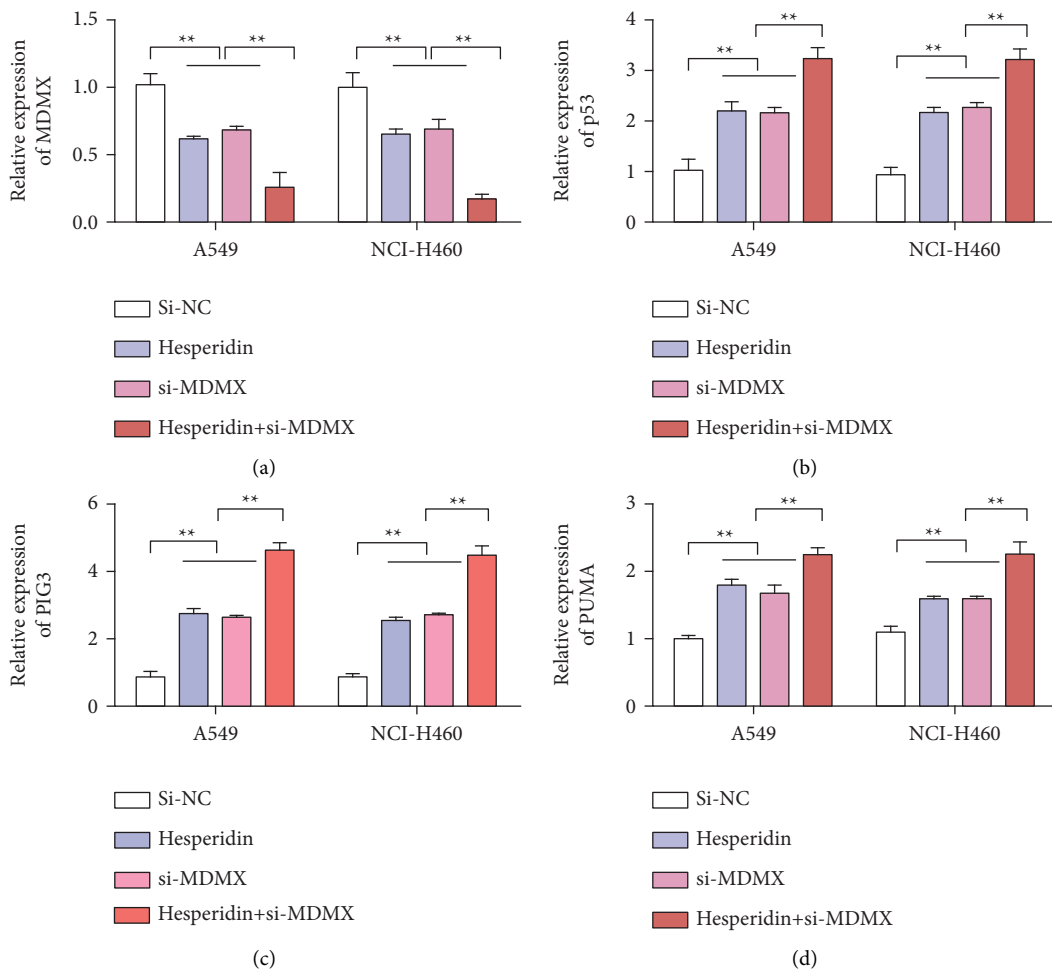 Relative expression
of MDMX
1.5
1.0
0.5
0.0
** ** ** **
A549 NCI-H460
Si-NC
Hesperidin
si-MDMX
Hesperidin+si-MDMX
(a)
Relative expression
of p53
4
3
2
1
0
** ** ** **
A549 NCI-H460
Si-NC
Hesperidin
si-MDMX
Hesperidin+si-MDMX
(b)
Relative expression
of PIG3
6
4
2
0
** ** ** **
A549 NCI-H460
Si-NC
Hesperidin
si-MDMX
Hesperidin+si-MDMX
(c)
Relative expression
of PUMA
3
2
1
0
** ** ** **
A549 NCI-H460
Si-NC
Hesperidin
si-MDMX
Hesperidin+si-MDMX
(d)